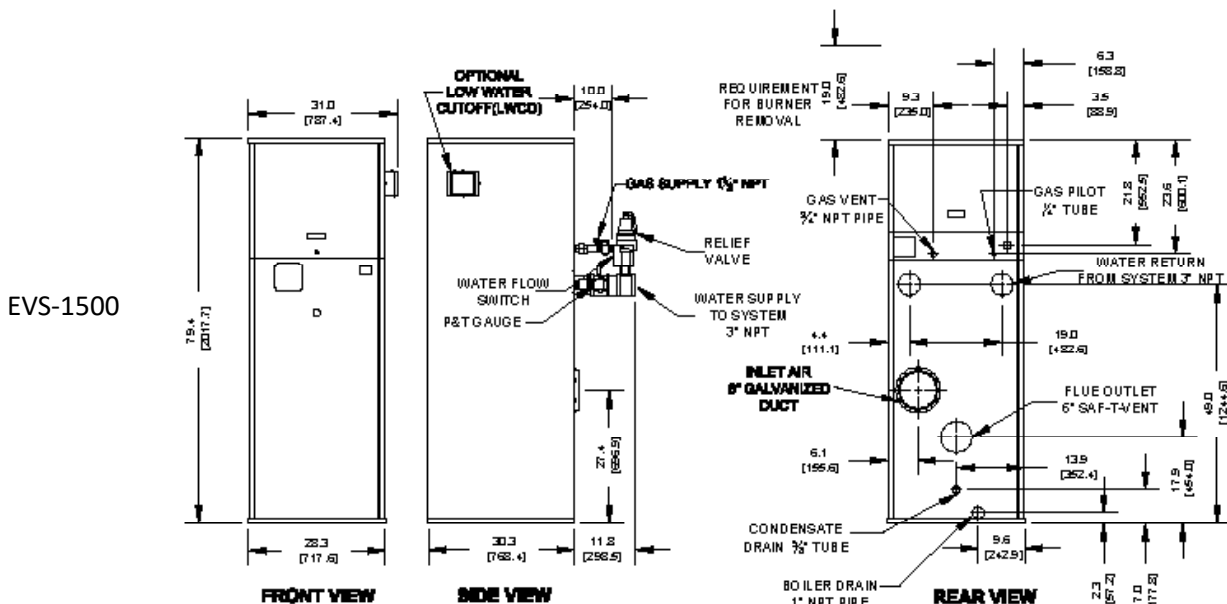 EVS-1500
31.0
[787.4]
79.4
[2017.7]
28.3
[717.6]
FRONT VIEW
OPTIONAL
LOW WATER
CUTOFF(LWCO)
10.0
[254.0]
GAS SUPPLY 1½" NPT
RELIEF
VALVE
WATER FLOW
SWITCH
P&T GAUGE
WATER SUPPLY
TO SYSTEM
3" NPT
27.4
[696.9]
30.3
[768.4]
11.8
[298.5]
SIDE VIEW
REQUIREMENT
FOR BURNER
REMOVAL
19.0
[482.6]
9.3
[235.0]
6.3
[158.8]
3.5
[88.9]
GAS VENT
¾" NPT PIPE
GAS PILOT
¼" TUBE
21.8
[552.5]
23.6
[600.1]
WATER RETURN
FROM SYSTEM 3" NPT
4.4
[111.1]
19.0
[482.6]
INLET AIR
8" GALVANIZED
DUCT
FLUE OUTLET
6" SAF-T-VENT
49.0
[1244.6]
6.1
[155.6]
13.9
[352.4]
17.9
[454.0]
CONDENSATE
DRAIN TUBE
9.6
[242.9]
BOILER DRAIN
1" NPT PIPE
2.3
[57.2]
7.0
177.8]
REAR VIEW